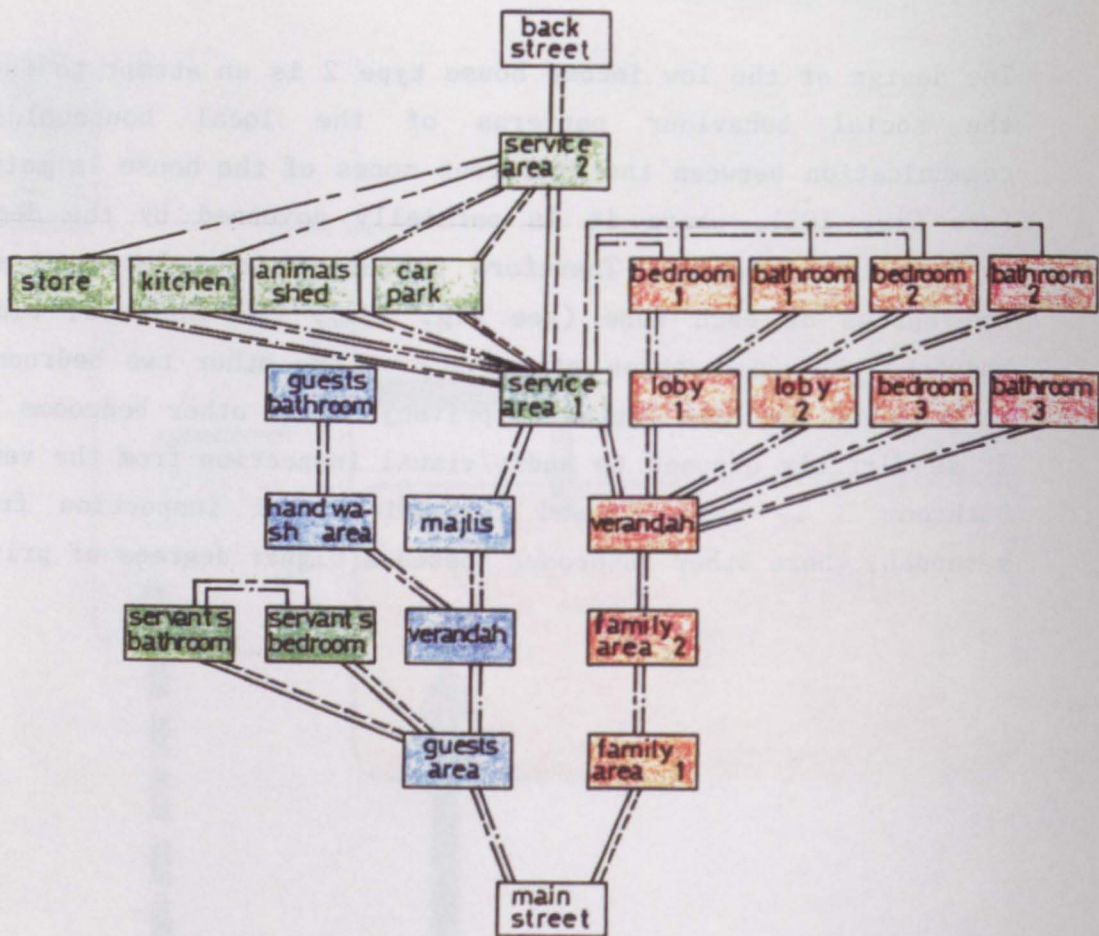 back
street
service
area 2
store
kitchen
animals
shed
car
park
bedroom
1
bathroom
1
bedroom
2
bathroom
2
guests
bathroom
service
area 1
loby
1
loby
2
bedroom
3
bathroom
3
handwa-
sh area
majlis
verandah
servant's
bathroom
servant's
bedroom
verandah
family
area 2
guests
area
family
area 1
main
street